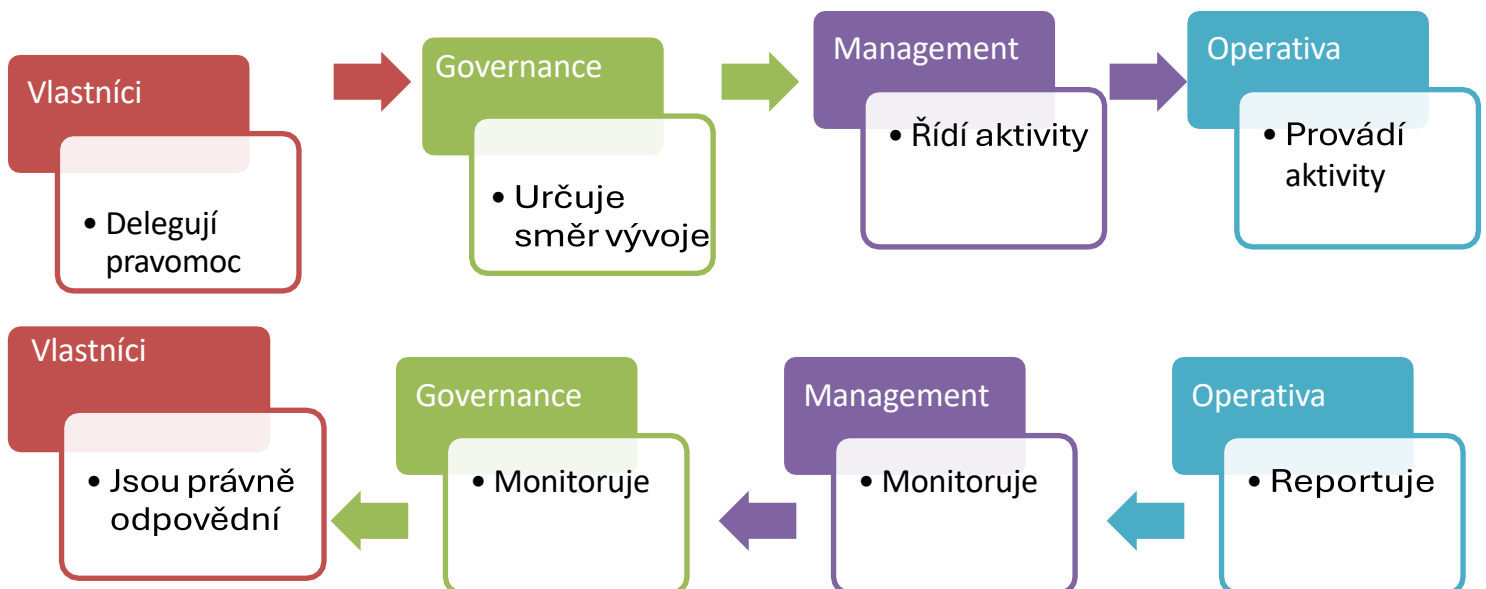 Vlastníci
• Delegují
pravomoc
Governance
• Určuje
směr vývoje
Management
• Řídí aktivity
Operativa
• Provádí
aktivity
Vlastníci
• Jsou právně
odpovědní
Governance
• Monitoruje
Management
• Monitoruje
Operativa
• Reportuje